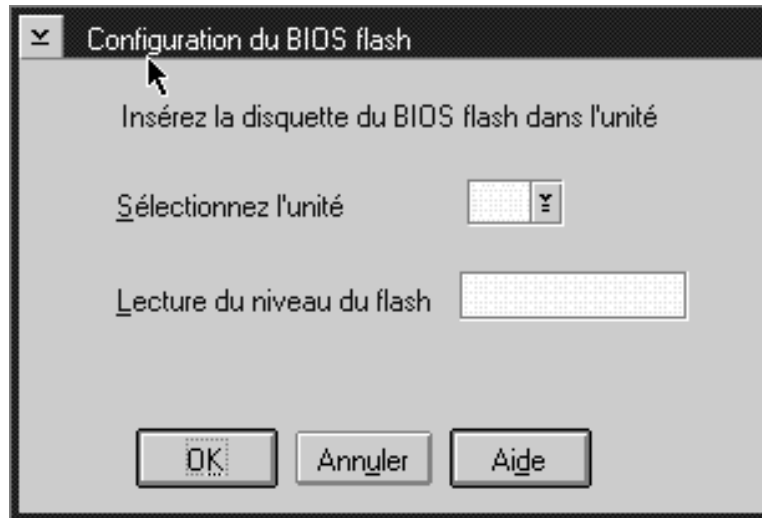 Configuration du BIOS flash
Insérez la disquette du BIOS flash dans l'unité
Sélectionnez l'unité
Lecture du niveau du flash
OK Annuler Aide